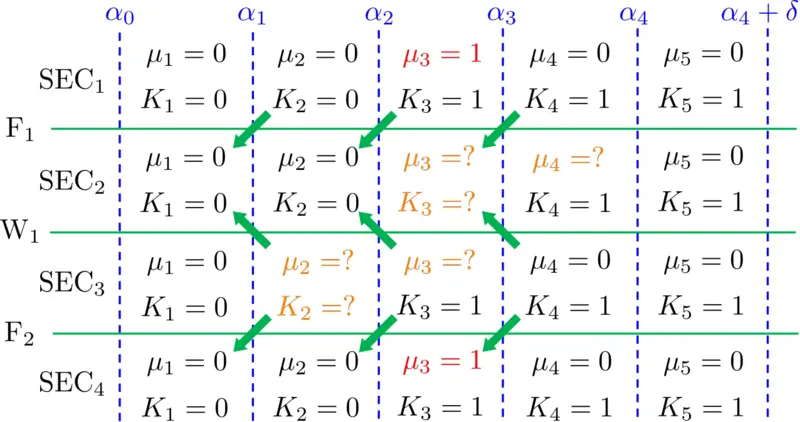 α₀ α₁ α₂ α₃ α₄ α₄ + δ
SEC₁
μ₁ = 0 μ₂ = 0 μ₃ = 1 μ₄ = 0 μ₅ = 0
K₁ = 0 K₂ = 0 K₃ = 1 K₄ = 1 K₅ = 1
F₁
SEC₂
μ₁ = 0 μ₂ = 0 μ₃ =? μ₄ =? μ₅ = 0
K₁ = 0 K₂ = 0 K₃ =? K₄ = 1 K₅ = 1
W₁
SEC₃
μ₁ = 0 μ₂ =? μ₃ =? μ₄ = 0 μ₅ = 0
K₁ = 0 K₂ =? K₃ = 1 K₄ = 1 K₅ = 1
F₂
SEC₄
μ₁ = 0 μ₂ = 0 μ₃ = 1 μ₄ = 0 μ₅ = 0
K₁ = 0 K₂ = 0 K₃ = 1 K₄ = 1 K₅ = 1